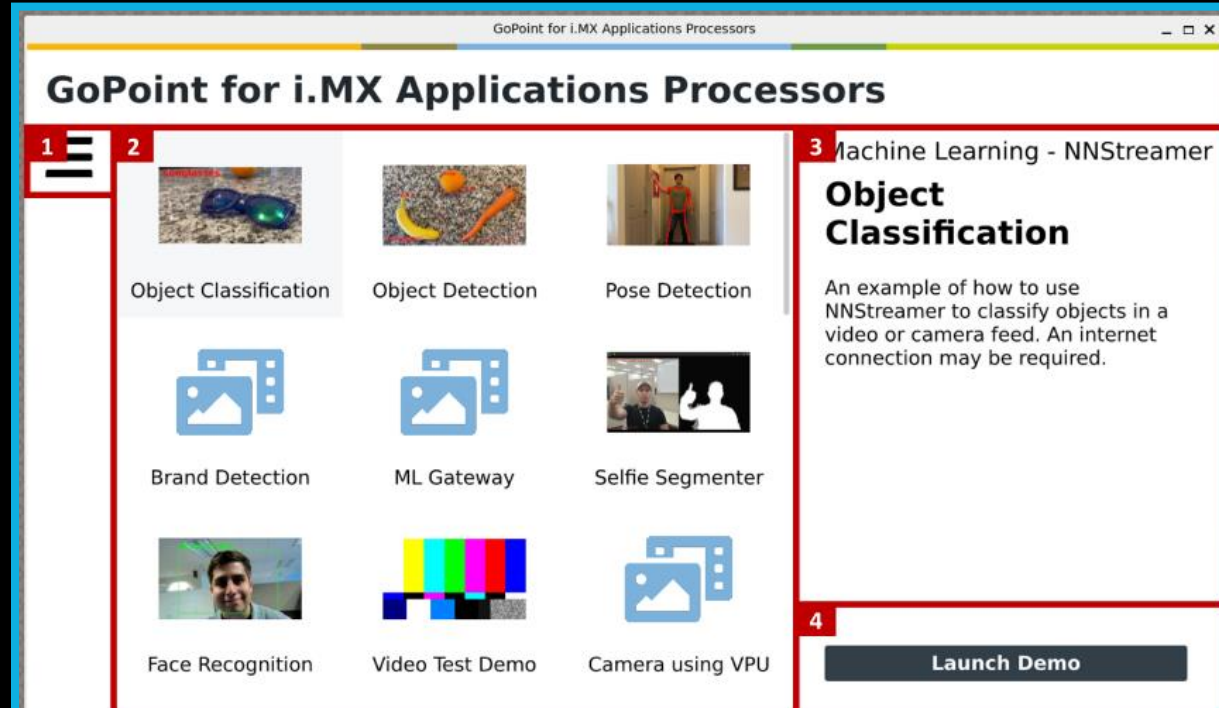 GoPoint for i.MX Applications Processors
GoPoint for i.MX Applications Processors
1
2
Sunglasses
Object Classification
Object Detection
Pose Detection
Brand Detection
ML Gateway
Selfie Segmenter
Face Recognition
Video Test Demo
Camera using VPU
3
Machine Learning - NNStreamer
Object
Classification
An example of how to use
NNStreamer to classify objects in a
video or camera feed. An internet
connection may be required.
4
Launch Demo